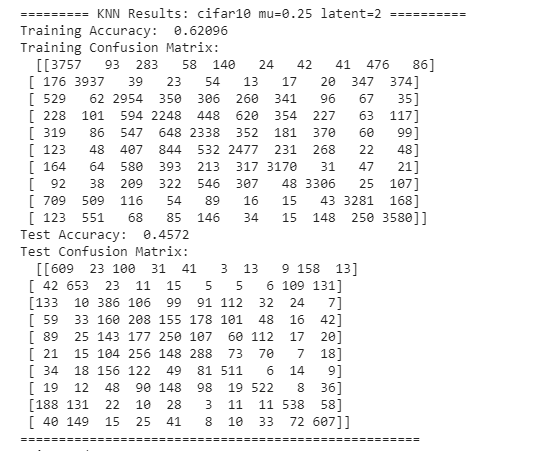 ========= KNN Results: cifar10 mu=0.25 latent=2 ==========
Training Accuracy:  0.62096
Training Confusion Matrix:
  [[3757   93  283   58  140   24   42   41  476   86]
 [ 176 3937   39   23   54   13   17   20  347  374]
 [ 529   62 2954  350  306  260  341   96   67   35]
 [ 228  101  594 2248  448  620  354  227   63  117]
 [ 319   86  547  648 2338  352  181  370   60   99]
 [ 123   48  407  844  532 2477  231  268   22   48]
 [ 164   64  580  393  213  317 3170   31   47   21]
 [  92   38  209  322  546  307   48 3306   25  107]
 [ 709  509  116   54   89   16   15   43 3281  168]
 [ 123  551   68   85  146   34   15  148  250 3580]]
Test Accuracy:  0.4572
Test Confusion Matrix:
  [[609  23 100  31  41   3  13   9 158  13]
 [ 42 653  23  11  15   5   5   6 109 131]
 [133  10 386 106  99  91 112  32  24   7]
 [ 59  33 160 208 155 178 101  48  16  42]
 [ 89  25 143 177 250 107  60 112  17  20]
 [ 21  15 104 256 148 288  73  70   7  18]
 [ 34  18 156 122  49  81 511   6  14   9]
 [ 19  12  48  90 148  98  19 522   8  36]
 [188 131  22  10  28   3  11  11 538  58]
 [ 40 149  15  25  41   8  10  33  72 607]]
==================================================